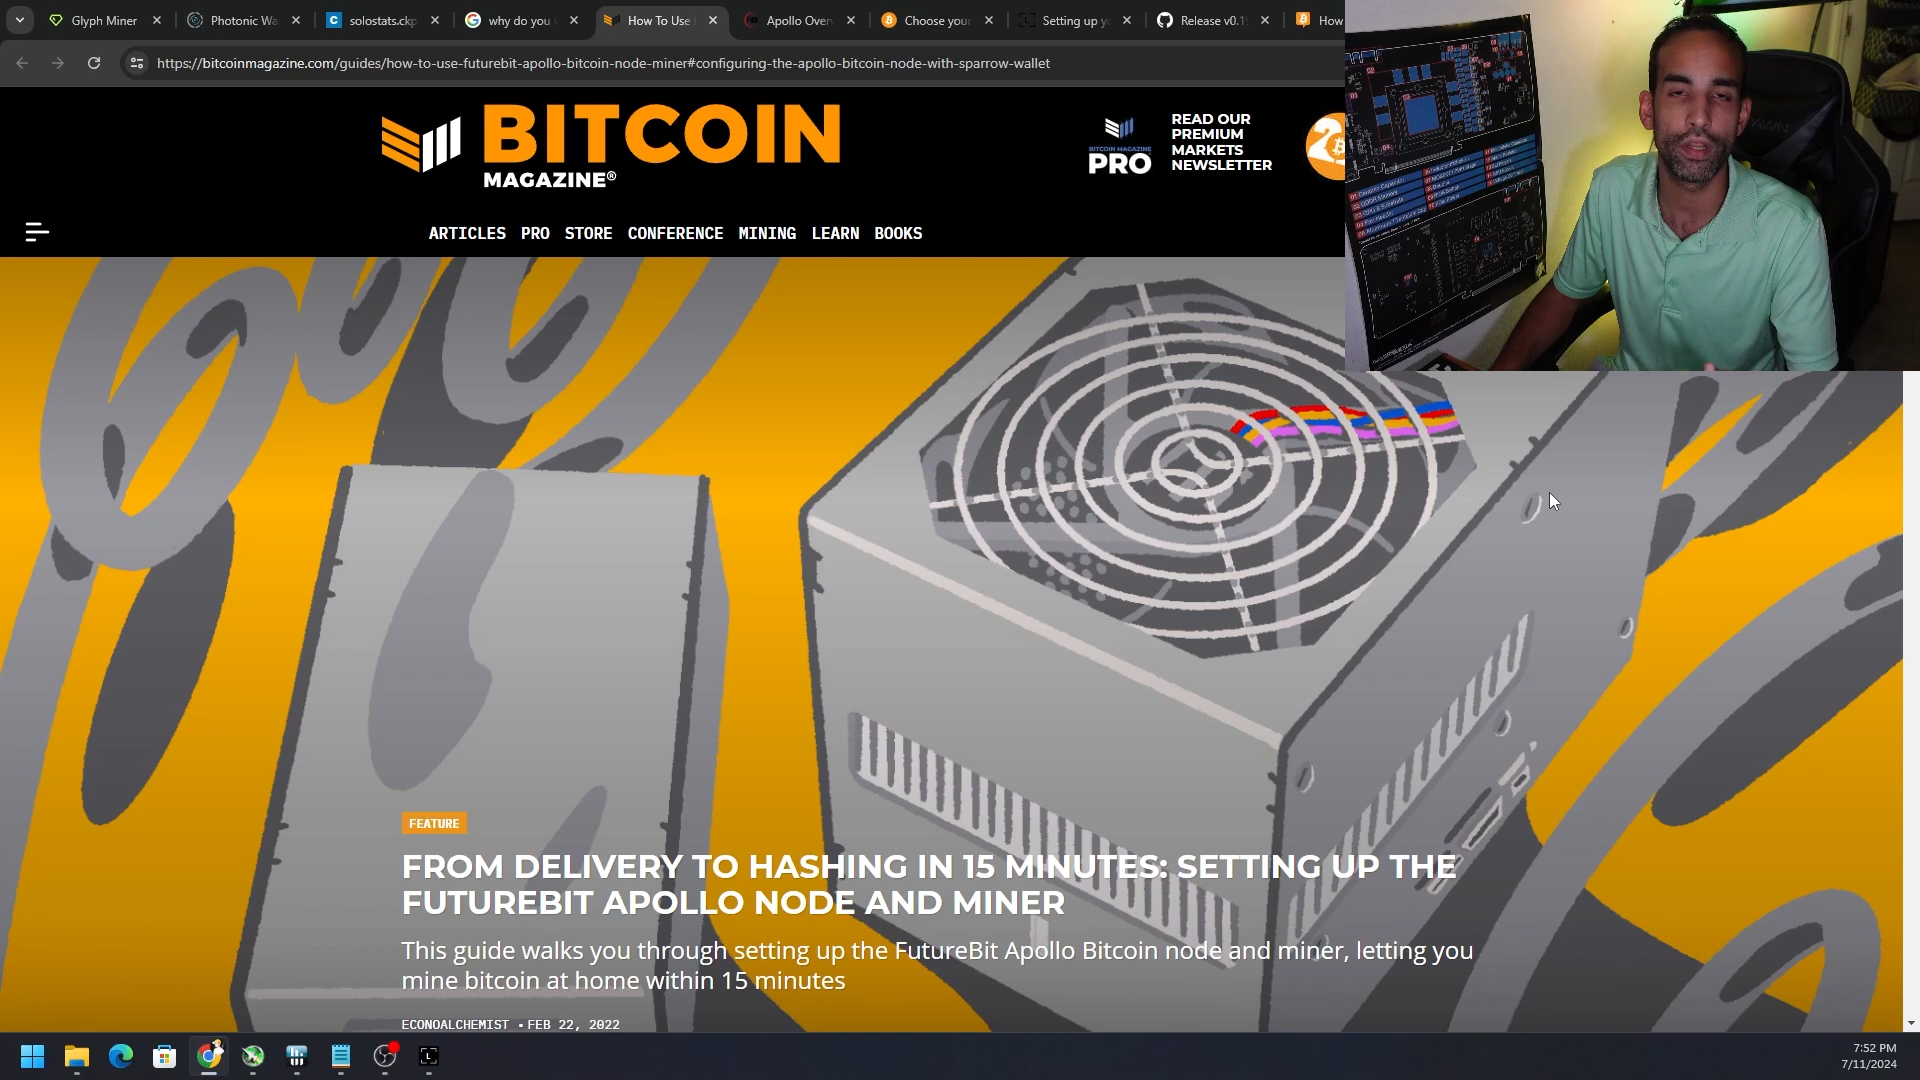 Glyph Miner
Photonic Wa
solostats.ckp
why do you
How To Use
Apollo Over
Choose your
Setting up y
Release v0.1
How
https://bitcoinmagazine.com/guides/how-to-use-futurebit-apollo-bitcoin-node-miner#configuring-the-apollo-bitcoin-node-with-sparrow-wallet
BITCOIN
MAGAZINE®
BITCOIN MAGAZINE
PRO
READ OUR
PREMIUM
MARKETS
NEWSLETTER
ARTICLES PRO STORE CONFERENCE MINING LEARN BOOKS
FEATURE
FROM DELIVERY TO HASHING IN 15 MINUTES: SETTING UP THE
FUTUREBIT APOLLO NODE AND MINER
This guide walks you through setting up the FutureBit Apollo Bitcoin node and miner, letting you
mine bitcoin at home within 15 minutes
ECONOALCHEMIST • FEB 22, 2022
7:52 PM
7/11/2024